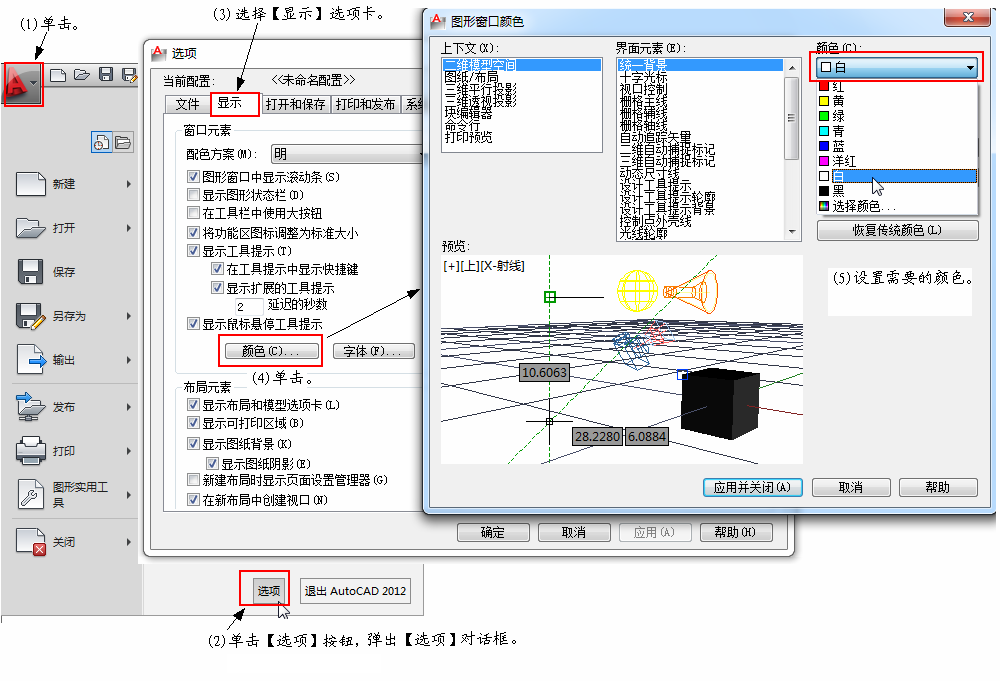 (1)单击。
(3)选择【显示】选项卡。
新建
打开
保存
另存为
输出
发布
打印
图形实用工
具
关闭
选项
退出 AutoCAD 2012
(2)单击【选项】按钮，弹出【选项】对话框。
选项
当前配置:
<<未命名配置>>
文件
显示
打开和保存
打印和发布
系统
窗口元素
配色方案(M):
明
图形窗口中显示滚动条(S)
显示图形状态栏(D)
在工具栏中使用大按钮
将功能区图标调整为标准大小
显示工具提示(T)
在工具提示中显示快捷键
显示扩展的工具提示
2 延迟的秒数
显示鼠标悬停工具提示
颜色(C)...
字体(F)...
(4)单击。
布局元素
显示布局和模型选项卡(L)
显示可打印区域(B)
显示图纸背景(K)
显示图纸阴影(E)
新建布局时显示页面设置管理器(G)
在新布局中创建视口(N)
确定
取消
应用(A)
帮助(H)
图形窗口颜色
上下文(X):
二维模型空间
图纸/布局
三维平行投影
三维透视投影
块编辑器
命令行
打印预览
界面元素(E):
统一背景
十字光标
视口控制
栅格主线
栅格辅线
栅格轴线
自动追踪矢量
二维自动捕捉标记
三维自动捕捉标记
动态尺寸线
设计工具提示
设计工具提示轮廓
设计工具提示背景
控制点外壳线
光线轮廓
颜色(C):
白
红
黄
绿
青
蓝
洋红
白
黑
选择颜色...
恢复传统颜色(L)
(5)设置需要的颜色。
预览:
[+][上][X-射线]
10.6063
28.2280
6.0884
应用并关闭(A)
取消
帮助